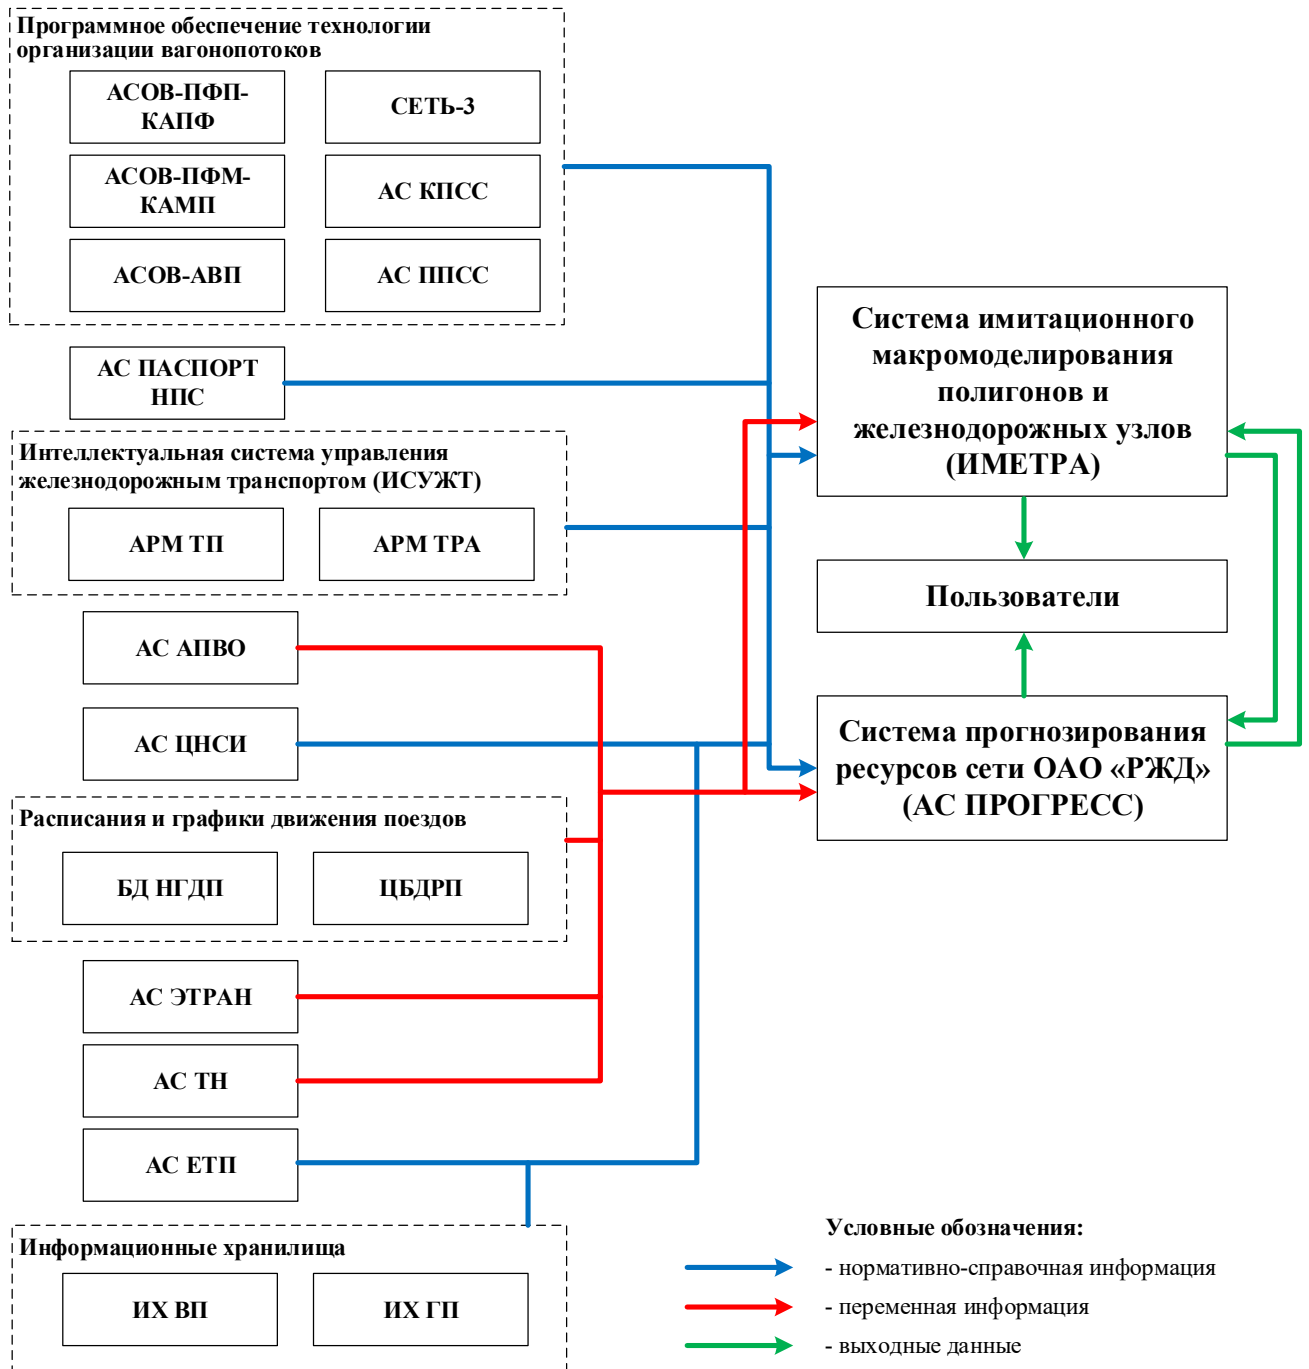 Программное обеспечение технологии
организации вагонопотоков
АСОВ-ПФП-
КАПФ
СЕТЬ-3
АСОВ-ПФМ-
КАМП
АС КПСС
АСОВ-АВП
АС ППСС
АС ПАСПОРТ
НПС
Интеллектуальная система управления
железнодорожным транспортом (ИСУЖТ)
АРМ ТП
АРМ ТРА
АС АПВО
АС ЦНСИ
Расписания и графики движения поездов
БД НГДП
ЦБДРП
АС ЭТРАН
АС ТН
АС ЕТП
Информационные хранилища
ИХ ВП
ИХ ГП
Система имитационного
макромоделирования
полигонов и
железнодорожных узлов
(ИМЕТРА)
Пользователи
Система прогнозирования
ресурсов сети ОАО «РЖД»
(АС ПРОГРЕСС)
Условные обозначения:
- нормативно-справочная информация
- переменная информация
- выходные данные